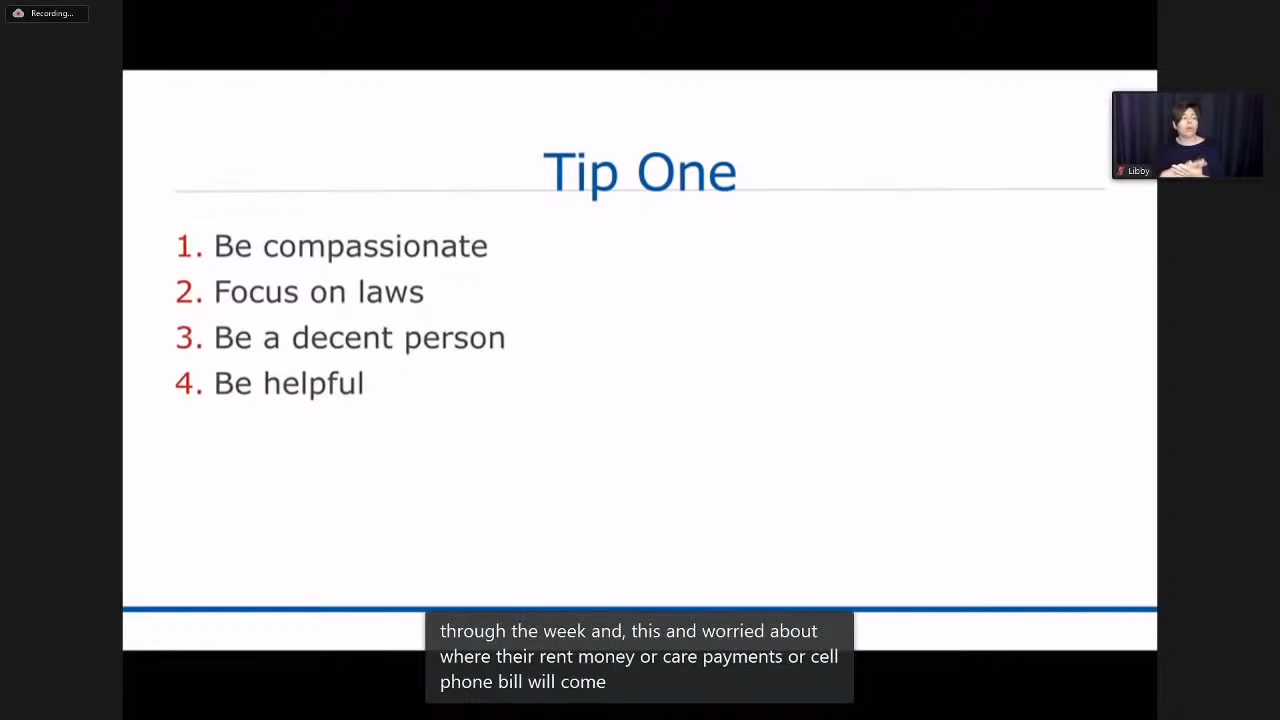 Recording...
Tip One
Libby
1. Be compassionate
2. Focus on laws
3. Be a decent person
4. Be helpful
through the week and, this and worried about
where their rent money or care payments or cell
phone bill will come